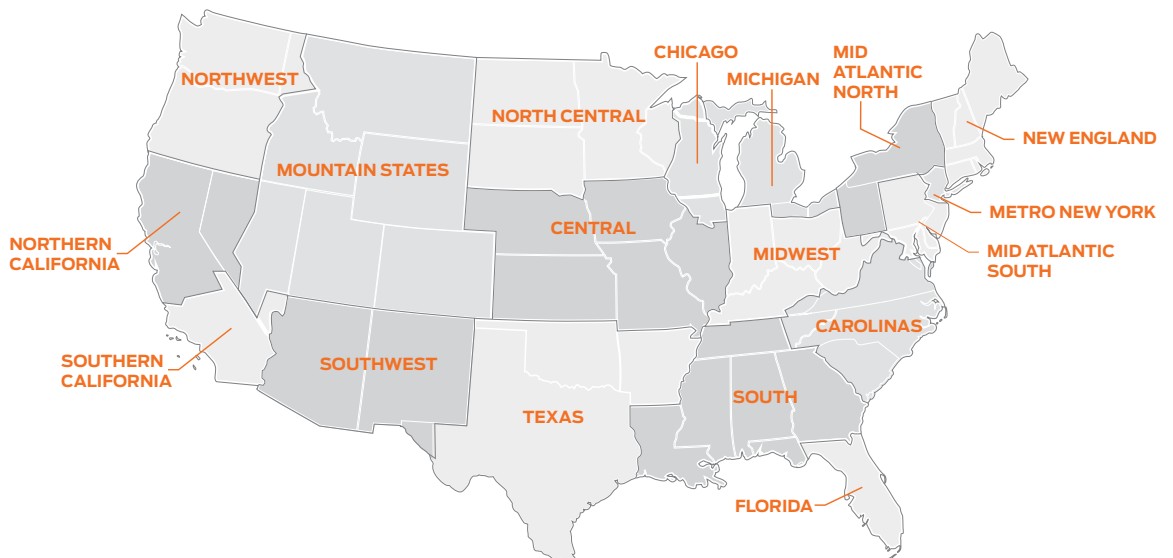 CHICAGO
MID
ATLANTIC
NORTH
MICHIGAN
NORTHWEST
NORTH CENTRAL
NEW ENGLAND
MOUNTAIN STATES
METRO NEW YORK
CENTRAL
NORTHERN
CALIFORNIA
MIDWEST
MID ATLANTIC
SOUTH
CAROLINAS
SOUTHERN
CALIFORNIA
SOUTHWEST
SOUTH
TEXAS
FLORIDA